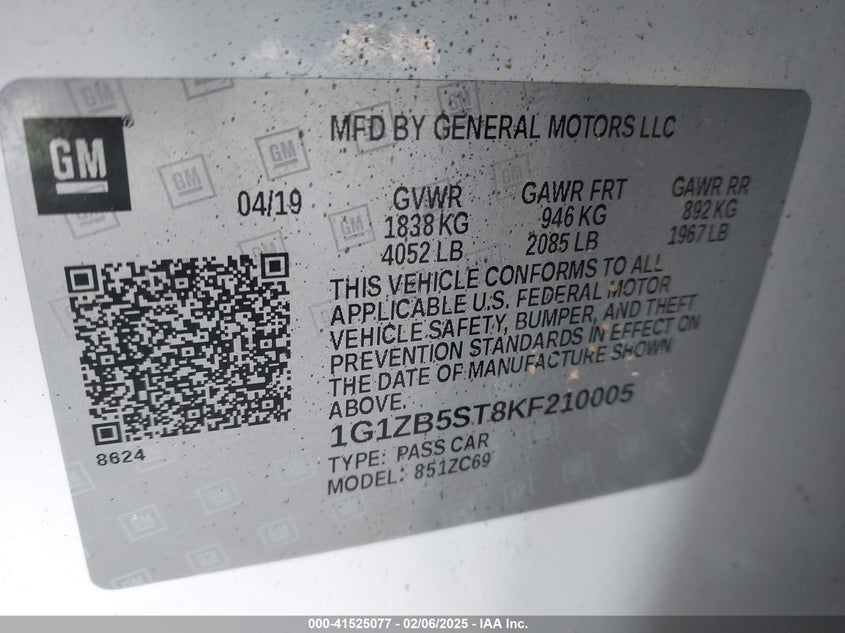 GM
MFD BY GENERAL MOTORS LLC
04/19
GVWR
1838 KG
4052 LB
GAWR FRT
946 KG
2085 LB
GAWR RR
892 KG
1967 LB
THIS VEHICLE CONFORMS TO ALL
APPLICABLE U.S. FEDERAL MOTOR
VEHICLE SAFETY, BUMPER, AND THEFT
PREVENTION STANDARDS IN EFFECT ON
THE DATE OF MANUFACTURE SHOWN
ABOVE.
1G1ZB5ST8KF210005
TYPE: PASS CAR
MODEL: 851ZC69
8624
000-41525077 - 02/06/2025 - IAA Inc.